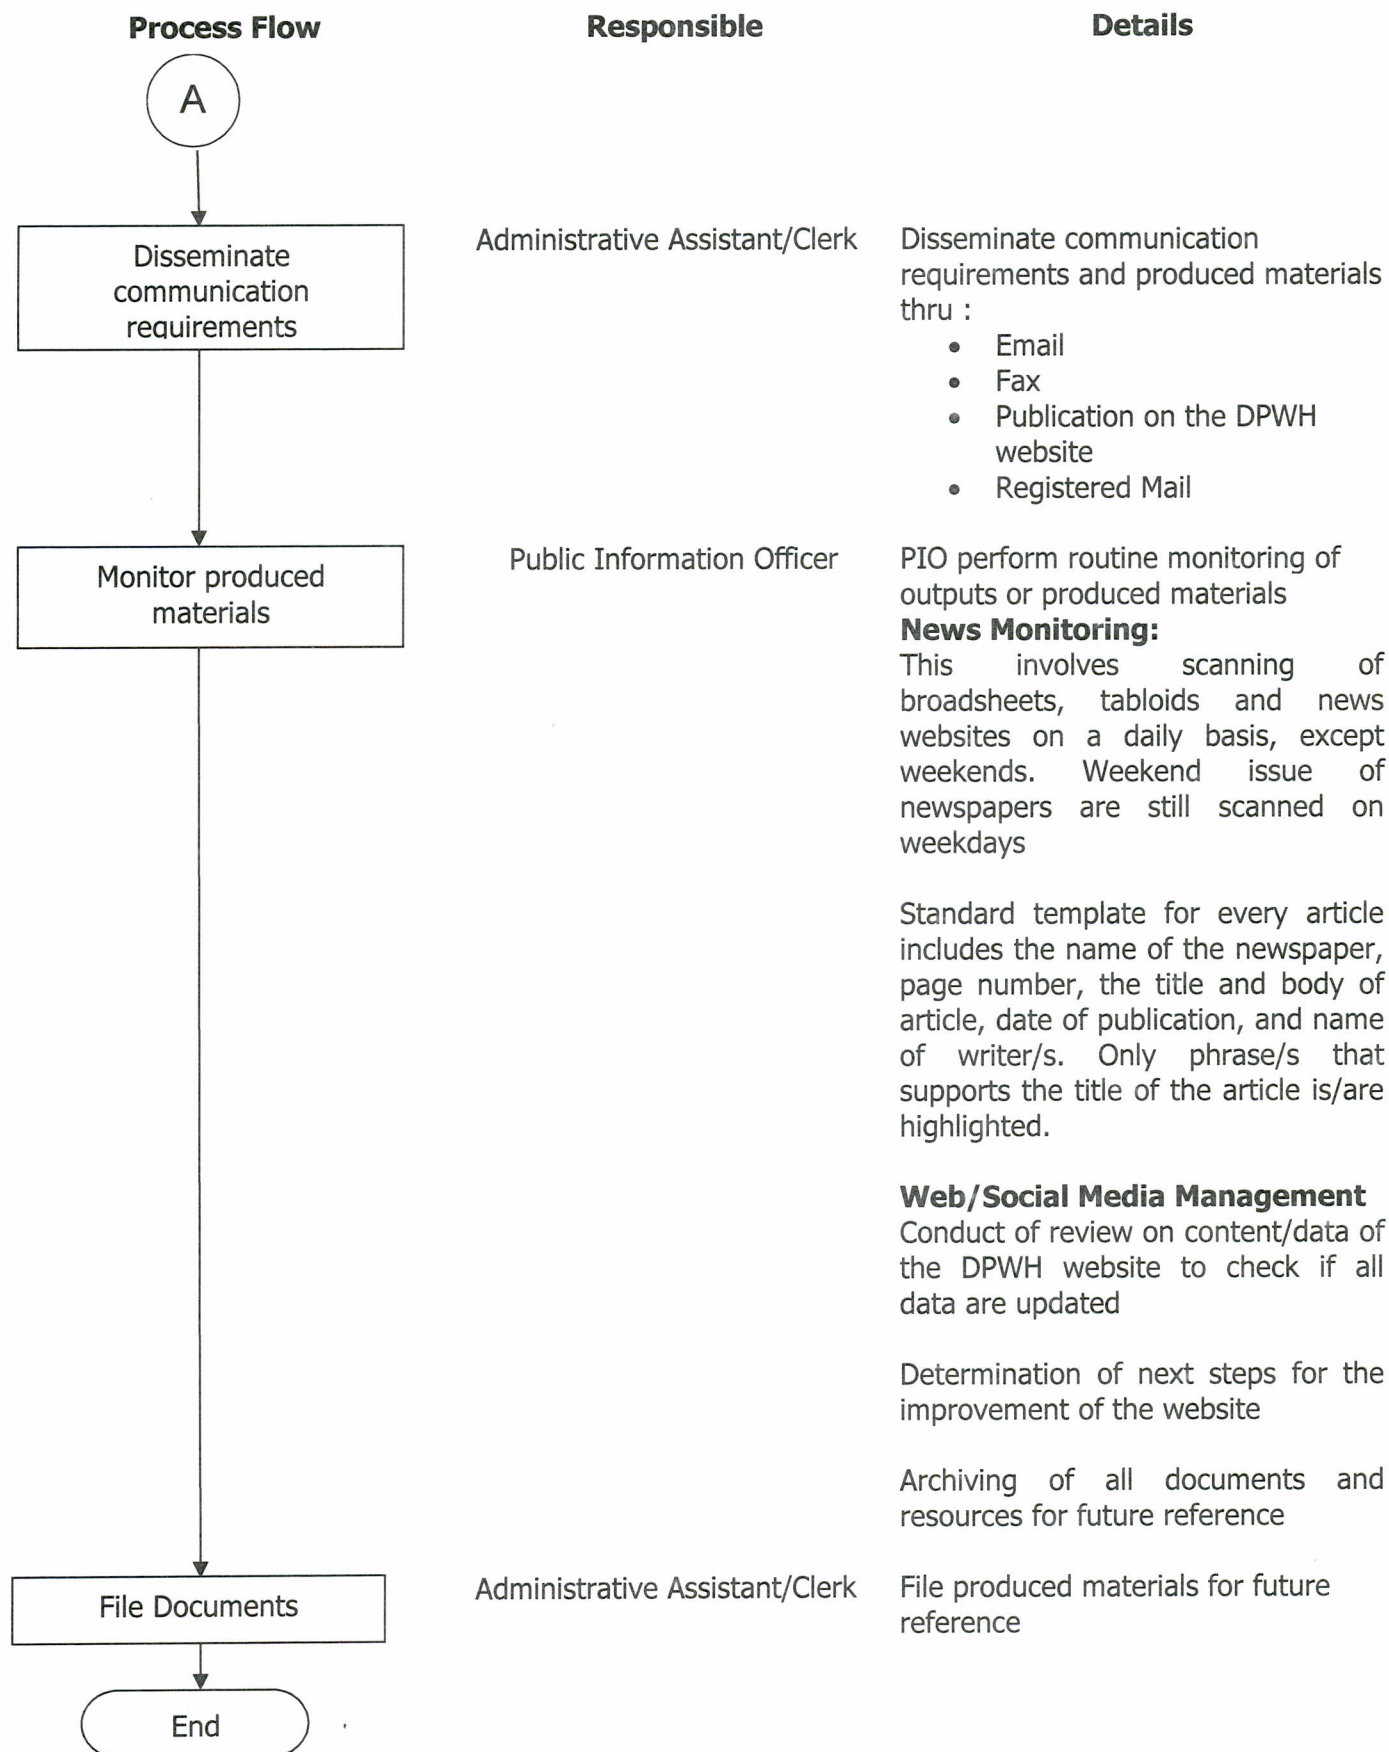 Process Flow Responsible Details
A
Disseminate
communication
requirements
Administrative Assistant/Clerk
Disseminate communication
requirements and produced materials
thru :
• Email
• Fax
• Publication on the DPWH
website
• Registered Mail
Monitor produced
materials
Public Information Officer
PIO perform routine monitoring of
outputs or produced materials
News Monitoring:
This involves scanning of
broadsheets, tabloids and news
websites on a daily basis, except
weekends. Weekend issue of
newspapers are still scanned on
weekdays
Standard template for every article
includes the name of the newspaper,
page number, the title and body of
article, date of publication, and name
of writer/s. Only phrase/s that
supports the title of the article is/are
highlighted.
Web/Social Media Management
Conduct of review on content/data of
the DPWH website to check if all
data are updated
Determination of next steps for the
improvement of the website
Archiving of all documents and
resources for future reference
File Documents
Administrative Assistant/Clerk
File produced materials for future
reference
End